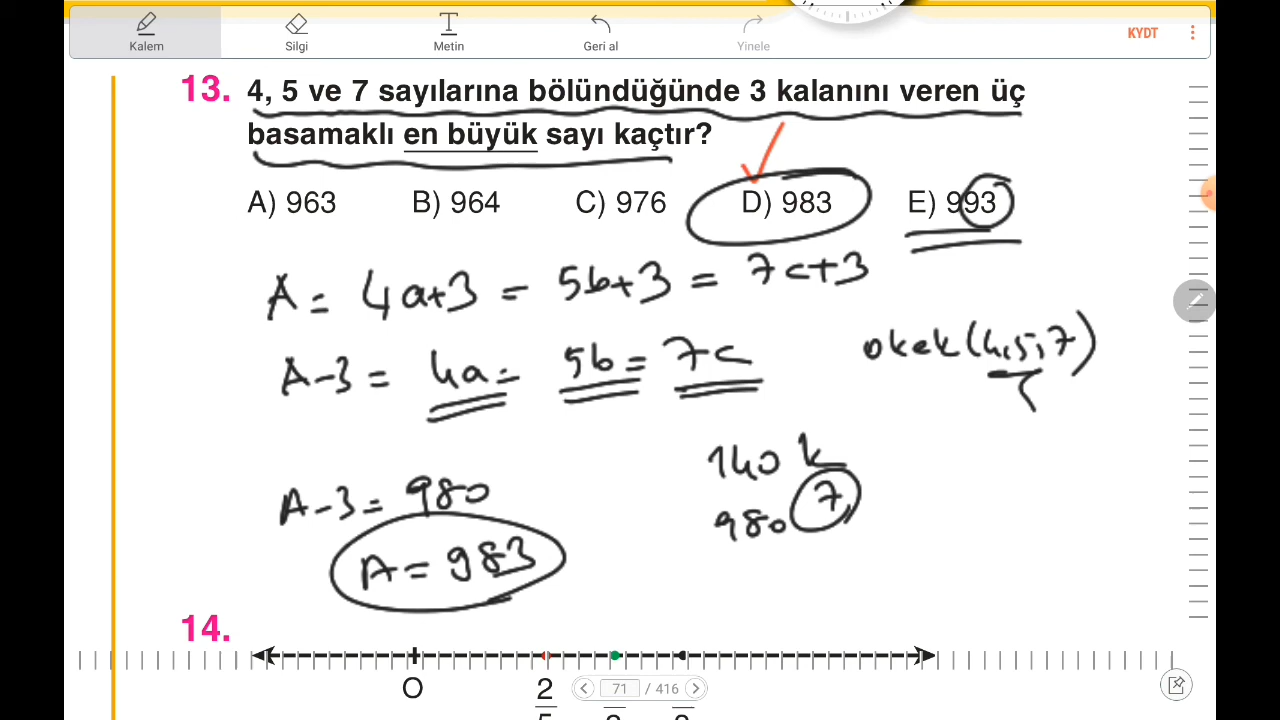 Kalem Silgi Metin Geri al Yinele KYDT
13. 4, 5 ve 7 sayılarına bölündüğünde 3 kalanını veren üç
basamaklı en büyük sayı kaçtır?
A) 963 B) 964 C) 976 D) 983 E) 993
A = 4a+3 = 5b+3 = 7c+3
A-3 = 4a = 5b = 7c okek(4,5,7)
140 k
A-3 = 980
980 7
A = 983
14.
O 2 71 / 416
5